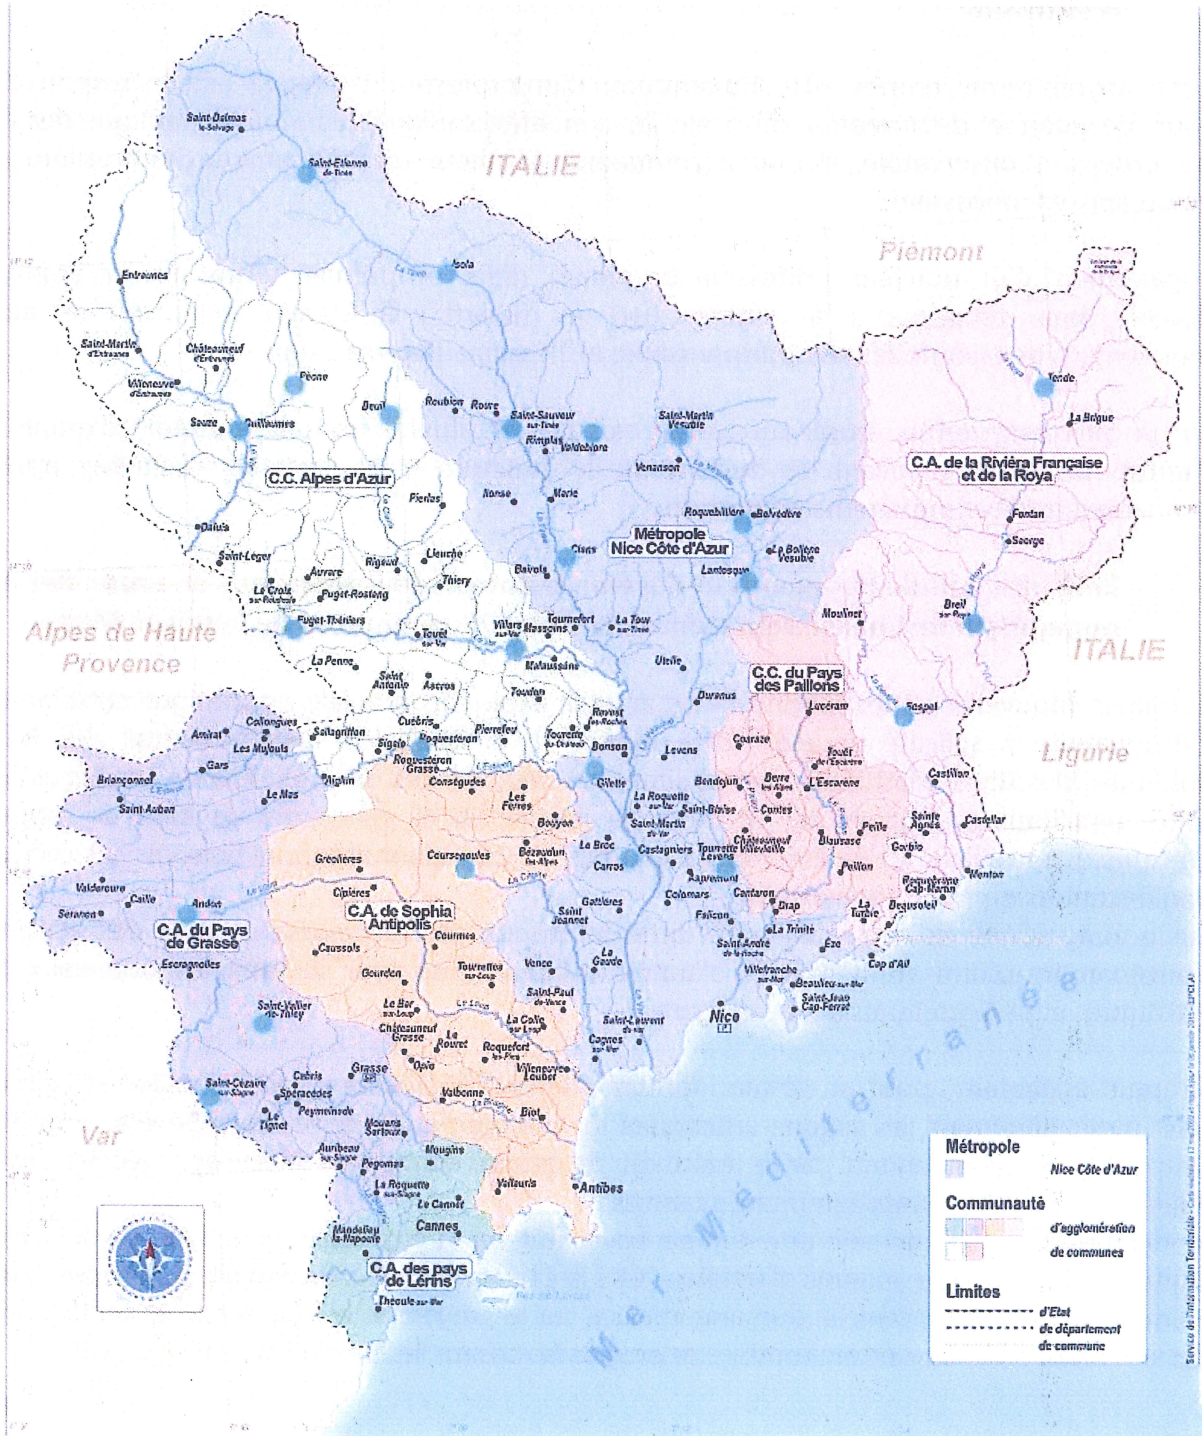 Saint-Dalmas
le-Selvage
Saint-Etienne
de-Tinée
ITALIE
Piémont
Isola
La Tinée
Entraunes
Saint-Martin
d'Entraunes
Châteauneuf
d'Entraunes
Villeneuve
d'Entraunes
Péone
Sauze
Guillaumes
Beuil
Roubion
Roure
Saint-Sauveur
sur-Tinée
Rimplas
Valdeblore
Saint-Martin
Vésubie
Venanson
La Vésubie
Tende
La Brigue
C.A. de la Riviéra Française
et de la Roya
C.C. Alpes d'Azur
Pierlas
Ilonse
Marie
Roquebillière
Belvédère
Métropole
Nice Côte d'Azur
Fontan
Saorge
Daluis
Saint-Léger
La Croix
sur-Roudoule
Auvare
Puget-Rostang
Rigaud
Lieuche
Thiery
Clans
Bairols
La Bollène
Vésubie
Lantosque
Moulinet
Breil
sur-Roya
La Roya
Puget-Théniers
Touët
sur-Var
Villars
sur-Var
Massoins
Tournefort
La Tour
sur-Tinée
Malaussène
Utelle
Alpes de Haute
Provence
ITALIE
La Penne
Saint
Antonin
Ascros
Toudon
Duranus
C.C. du Pays
des Paillons
Lucéram
Sospel
Ligurie
Collongues
Amirat
Les Mujouls
Sallagriffon
Cuébris
Sigale
Roquesteron
Roquesteron
Grasse
Pierrefeu
Tourette
du-Château
Revest
les-Roches
Bonson
Gilette
Levens
Coaraze
Touët
de l'Escarène
L'Escarène
Castillon
Briançonnet
Gars
Saint-Auban
Le Mas
Aiglun
Conségudes
Les
Ferres
Bouyon
Bendejun
Berre
les-Alpes
Contes
La Roquette
sur-Var
Saint-Blaise
Saint-Martin
du-Var
Châteauneuf
Villevieille
Blausasc
Peille
Sainte
Agnès
Castellar
Gorbio
Gréolières
Coursegoules
Bézaudun
les-Alpes
Le Broc
Carros
Castagniers
Tourrette
Levens
Aspremont
Peillon
Roquebrune
Cap-Martin
Menton
Valderoure
Caille
Séranon
Andon
Le Loup
Cipières
C.A. du Pays
de Grasse
C.A. de Sophia
Antipolis
Gattières
Colomars
Cantaron
Drap
Falicon
La
Turbie
Beausoleil
Saint
Jeannet
Saint-André
de-la-Roche
La Trinité
Èze
Cap d'Ail
Escragnolles
Caussols
Courmes
Gourdon
Tourrettes
sur-Loup
Vence
La
Gaude
Villefranche
sur-Mer
Beaulieu-sur-Mer
Saint-Jean
Cap-Ferrat
Saint-Vallier
de-Thiey
Le Bar
sur-Loup
Le Loup
Saint-Paul
de-Vence
La Colle
sur-Loup
Saint-Laurent
du-Var
Cagnes
sur-Mer
Nice
Châteauneuf
Grasse
Le
Rouret
Opio
Roquefort
les-Pins
Villeneuve
Loubet
Grasse
Saint-Cézaire
sur-Siagne
Cabris
Spéracèdes
Peymeinade
Le
Tignet
Valbonne
Biot
Var
Mouans
Sartoux
Auribeau
sur-Siagne
Pégomas
Mougins
La Roquette
sur-Siagne
Le Cannet
Vallauris
Antibes
Mandelieu
la-Napoule
Cannes
C.A. des pays
de Lérins
Théoule-sur-Mer
Mer Méditerranée
Métropole
Nice Côte d'Azur
Communauté
d'agglomération
de communes
Limites
d'Etat
de département
de commune